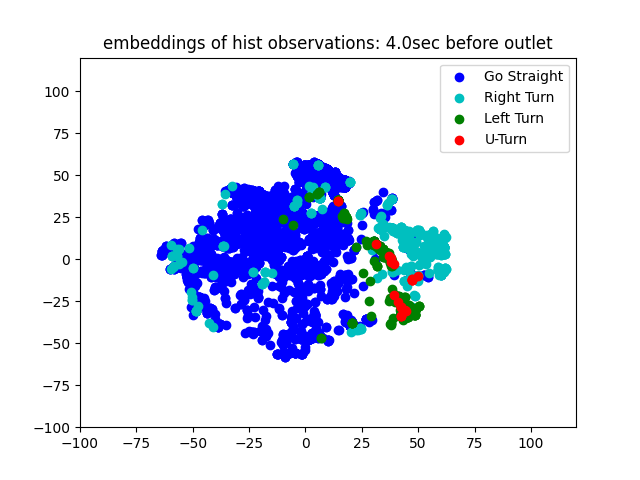 embeddings of hist observations: 4.0sec before outlet
Go Straight
Right Turn
Left Turn
U-Turn
100
75
50
25
0
−25
−50
−75
−100
−100 −75 −50 −25 0 25 50 75 100